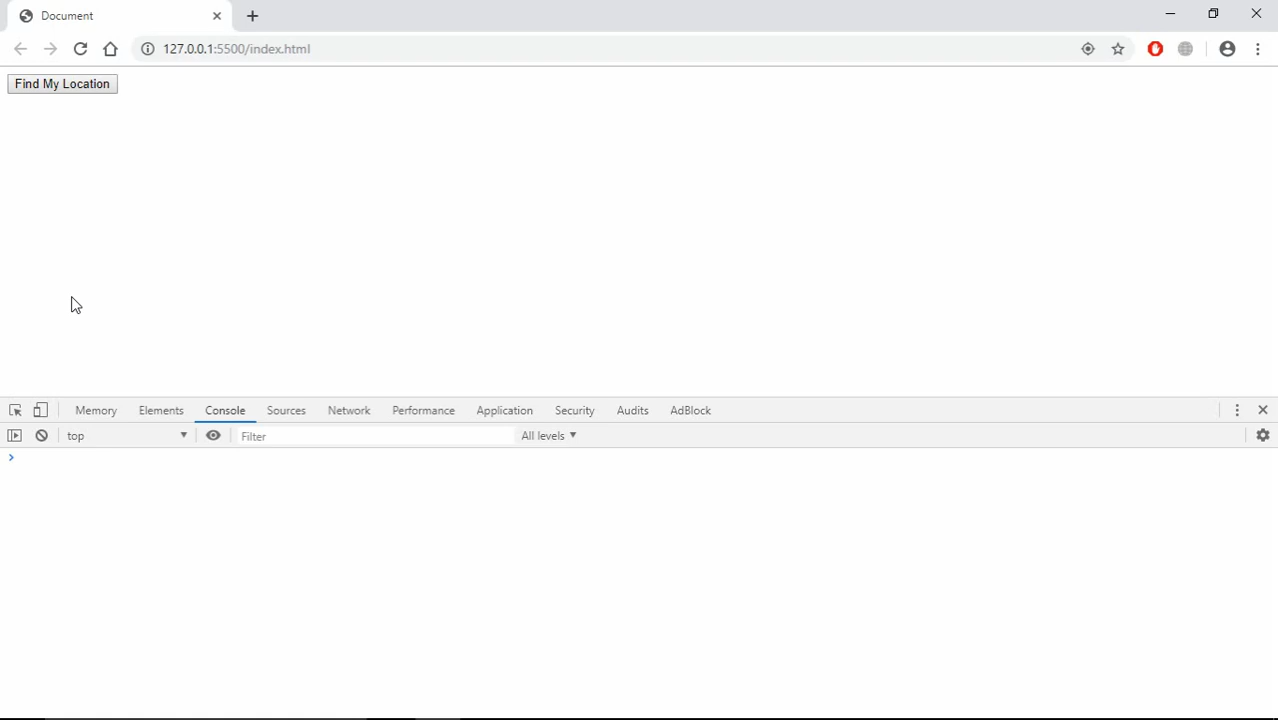 Document
127.0.0.1:5500/index.html
Find My Location
Memory Elements Console Sources Network Performance Application Security Audits AdBlock
top Filter All levels